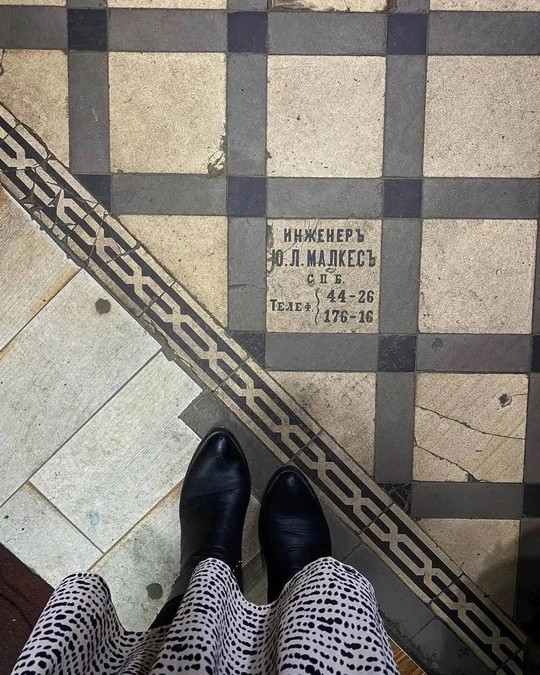 ИНЖЕНЕРЪ
Ю.Л.МАЛКЕСЪ
С П Б.
ТЕЛЕФ. 44-26
176-16